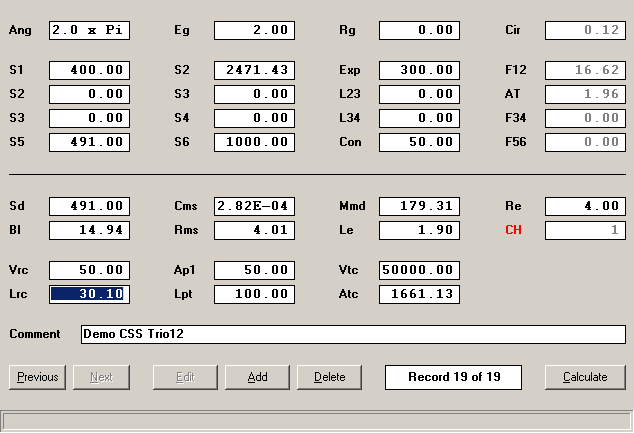 Ang 2.0 x Pi Eg 2.00 Rg 0.00 Cir 0.12
S1 400.00 S2 2471.43 Exp 300.00 F12 16.62
S2 0.00 S3 0.00 L23 0.00 AT 1.96
S3 0.00 S4 0.00 L34 0.00 F34 0.00
S5 491.00 S6 1000.00 Con 50.00 F56 0.00
Sd 491.00 Cms 2.82E-04 Mmd 179.31 Re 4.00
Bl 14.94 Rms 4.01 Le 1.90 CH 1
Vrc 50.00 Ap1 50.00 Vtc 50000.00
Lrc 30.10 Lpt 100.00 Atc 1661.13
Comment Demo CSS Trio12
Previous Next Edit Add Delete Record 19 of 19 Calculate